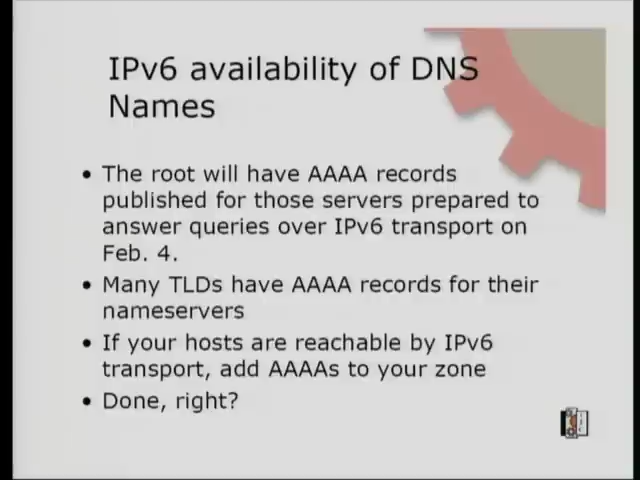 IPv6 availability of DNS
Names
• The root will have AAAA records
published for those servers prepared to
answer queries over IPv6 transport on
Feb. 4.
• Many TLDs have AAAA records for their
nameservers
• If your hosts are reachable by IPv6
transport, add AAAAs to your zone
• Done, right?